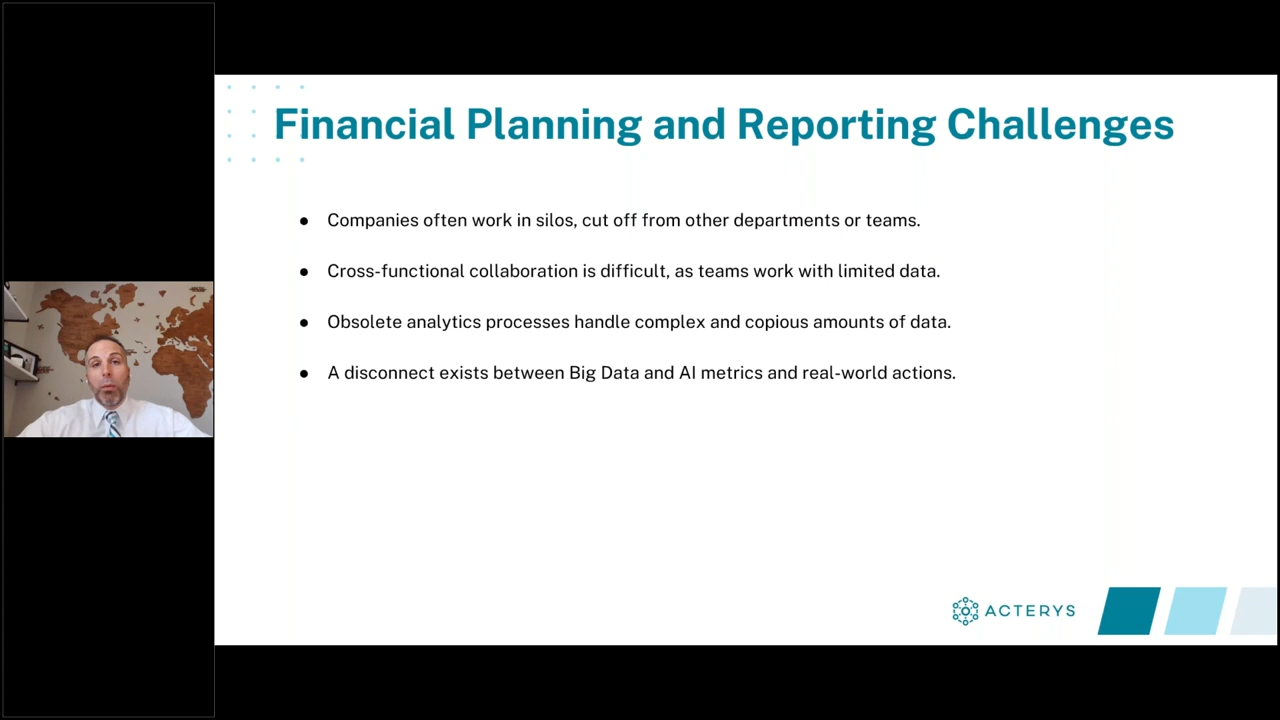 Financial Planning and Reporting Challenges
● Companies often work in silos, cut off from other departments or teams.
● Cross-functional collaboration is difficult, as teams work with limited data.
● Obsolete analytics processes handle complex and copious amounts of data.
● A disconnect exists between Big Data and AI metrics and real-world actions.
ACTERYS